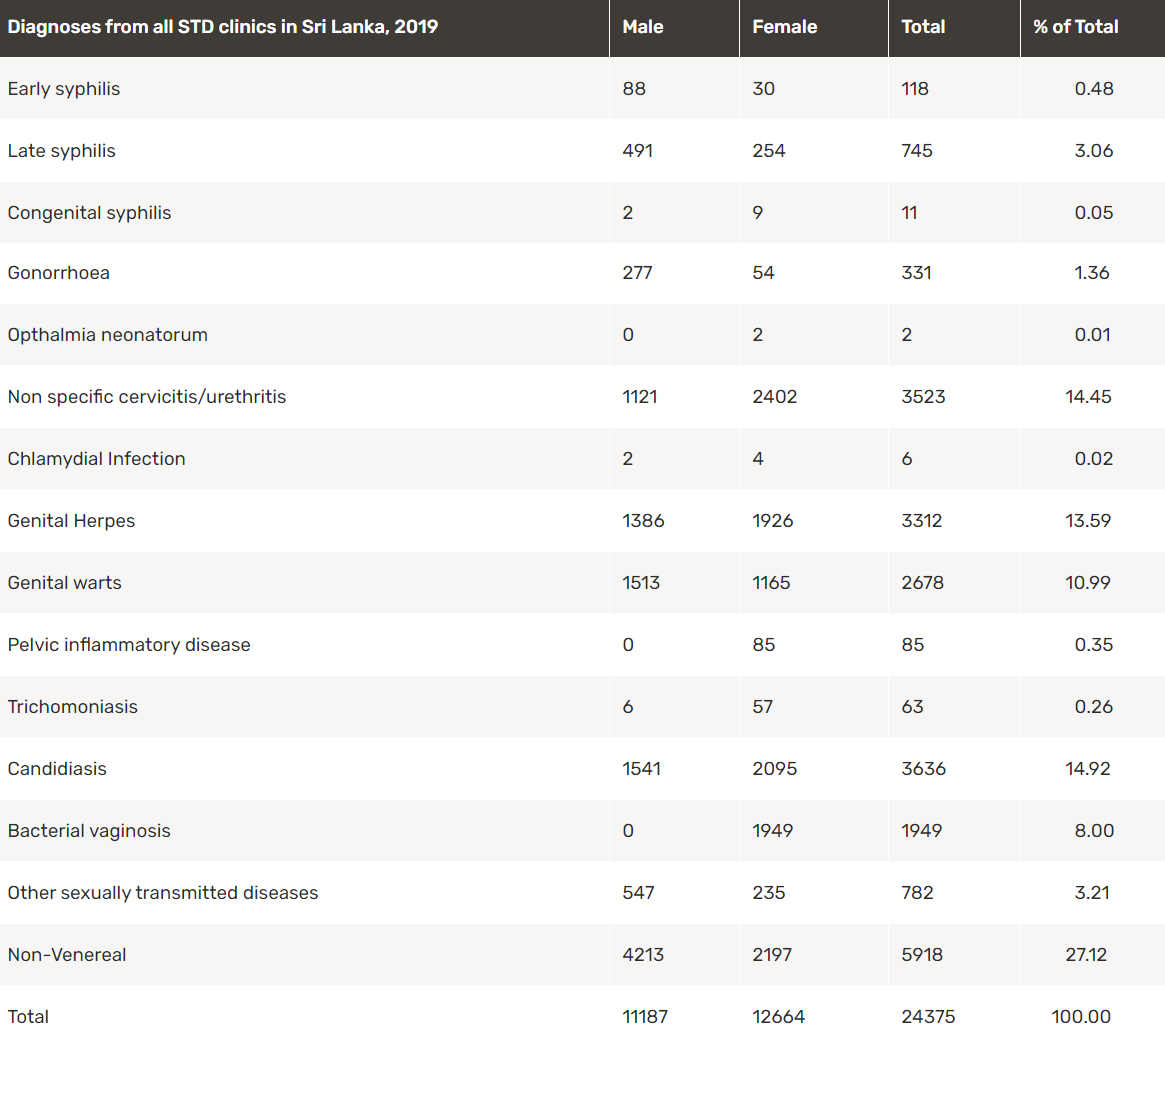 Diagnoses from all STD clinics in Sri Lanka, 2019 Male Female Total % of Total
Early syphilis 88 30 118 0.48
Late syphilis 491 254 745 3.06
Congenital syphilis 2 9 11 0.05
Gonorrhoea 277 54 331 1.36
Opthalmia neonatorum 0 2 2 0.01
Non specific cervicitis/urethritis 1121 2402 3523 14.45
Chlamydial Infection 2 4 6 0.02
Genital Herpes 1386 1926 3312 13.59
Genital warts 1513 1165 2678 10.99
Pelvic inflammatory disease 0 85 85 0.35
Trichomoniasis 6 57 63 0.26
Candidiasis 1541 2095 3636 14.92
Bacterial vaginosis 0 1949 1949 8.00
Other sexually transmitted diseases 547 235 782 3.21
Non-Venereal 4213 2197 5918 27.12
Total 11187 12664 24375 100.00